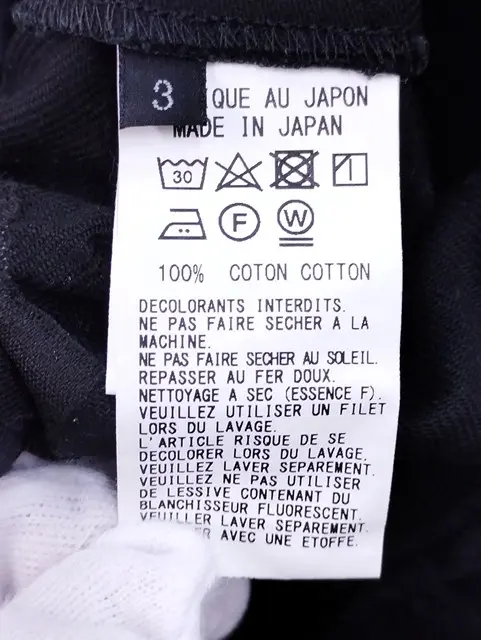 3
QUE AU JAPON
MADE IN JAPAN
30
F
W
100% COTON COTTON
DECOLORANTS INTERDITS.
NE PAS FAIRE SECHER A LA
MACHINE.
NE PAS FAIRE SECHER AU SOLEIL.
REPASSER AU FER DOUX.
NETTOYAGE A SEC (ESSENCE F).
VEUILLEZ UTILISER UN FILET
LORS DU LAVAGE.
L'ARTICLE RISQUE DE SE
DECOLORER LORS DU LAVAGE,
VEUILLEZ LAVER SEPAREMENT.
VEUILLEZ NE PAS UTILISER
DE LESSIVE CONTENANT DU
BLANCHISSEUR FLUORESCENT.
VEUILLER LAVER SEPAREMENT.
AVEC UNE ETOFFE.